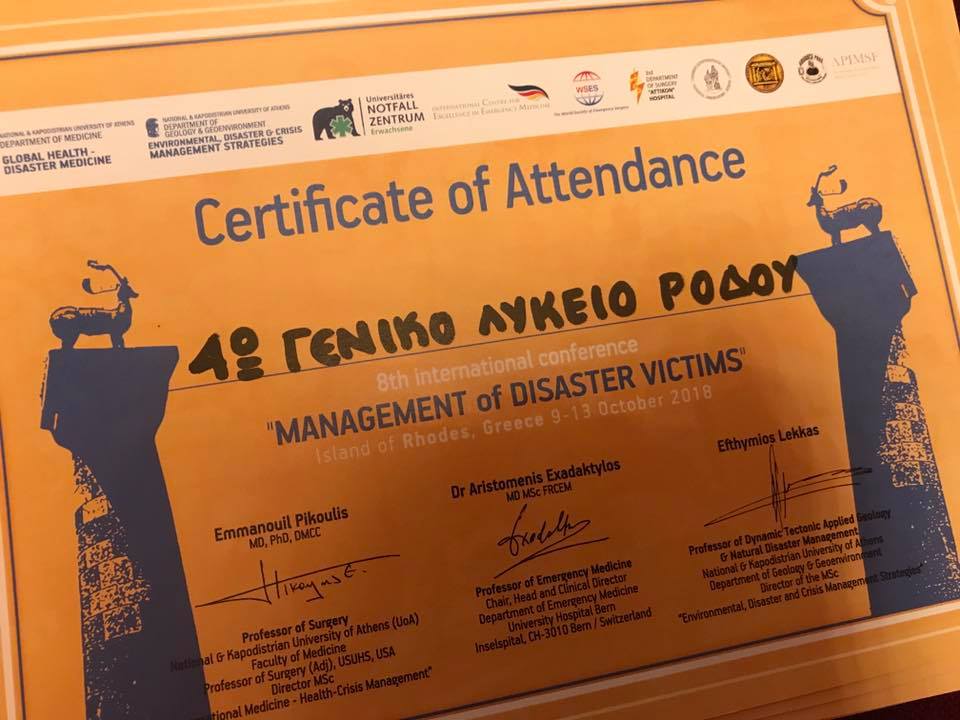 NATIONAL & KAPODISTRIAN UNIVERSITY OF ATHENS
DEPARTMENT OF MEDICINE
GLOBAL HEALTH -
DISASTER MEDICINE
NATIONAL & KAPODISTRIAN UNIVERSITY OF ATHENS
DEPARTMENT OF
GEOLOGY & GEOENVIRONMENT
ENVIRONMENTAL, DISASTER & CRISIS
MANAGEMENT STRATEGIES
Universitäres
NOTFALL
ZENTRUM
Erwachsene
INTERNATIONAL CENTRE FOR
EXCELLENCE IN EMERGENCY MEDICINE
WSES
The World Society of Emergency Surgery
3rd
DEPARTMENT
OF SURGERY
"ATTIKON"
HOSPITAL
APIMSF
Certificate of Attendance
4ο ΓΕΝΙΚΟ ΛΥΚΕΙΟ ΡΟΔΟΥ
8th international conference
"MANAGEMENT of DISASTER VICTIMS"
Island of Rhodes, Greece 9-13 October 2018
Emmanouil Pikoulis
MD, PhD, DMCC
Professor of Surgery
National & Kapodistrian University of Athens (UoA)
Faculty of Medicine
Professor of Surgery (Adj), USUHS, USA
Director MSc
Medicine - Health-Crisis Management"
Dr Aristomenis Exadaktylos
MD MSc FRCEM
Professor of Emergency Medicine
Chair, Head and Clinical Director
Department of Emergency Medicine
University Hospital Bern
Inselspital, CH-3010 Bern / Switzerland
Efthymios Lekkas
Professor of Dynamic Tectonic Applied Geology
& Natural Disaster Management
National & Kapodistrian University of Athens
Department of Geology & Geoenvironment
Director of the MSc
"Environmental, Disaster and Crisis Management Strategies"